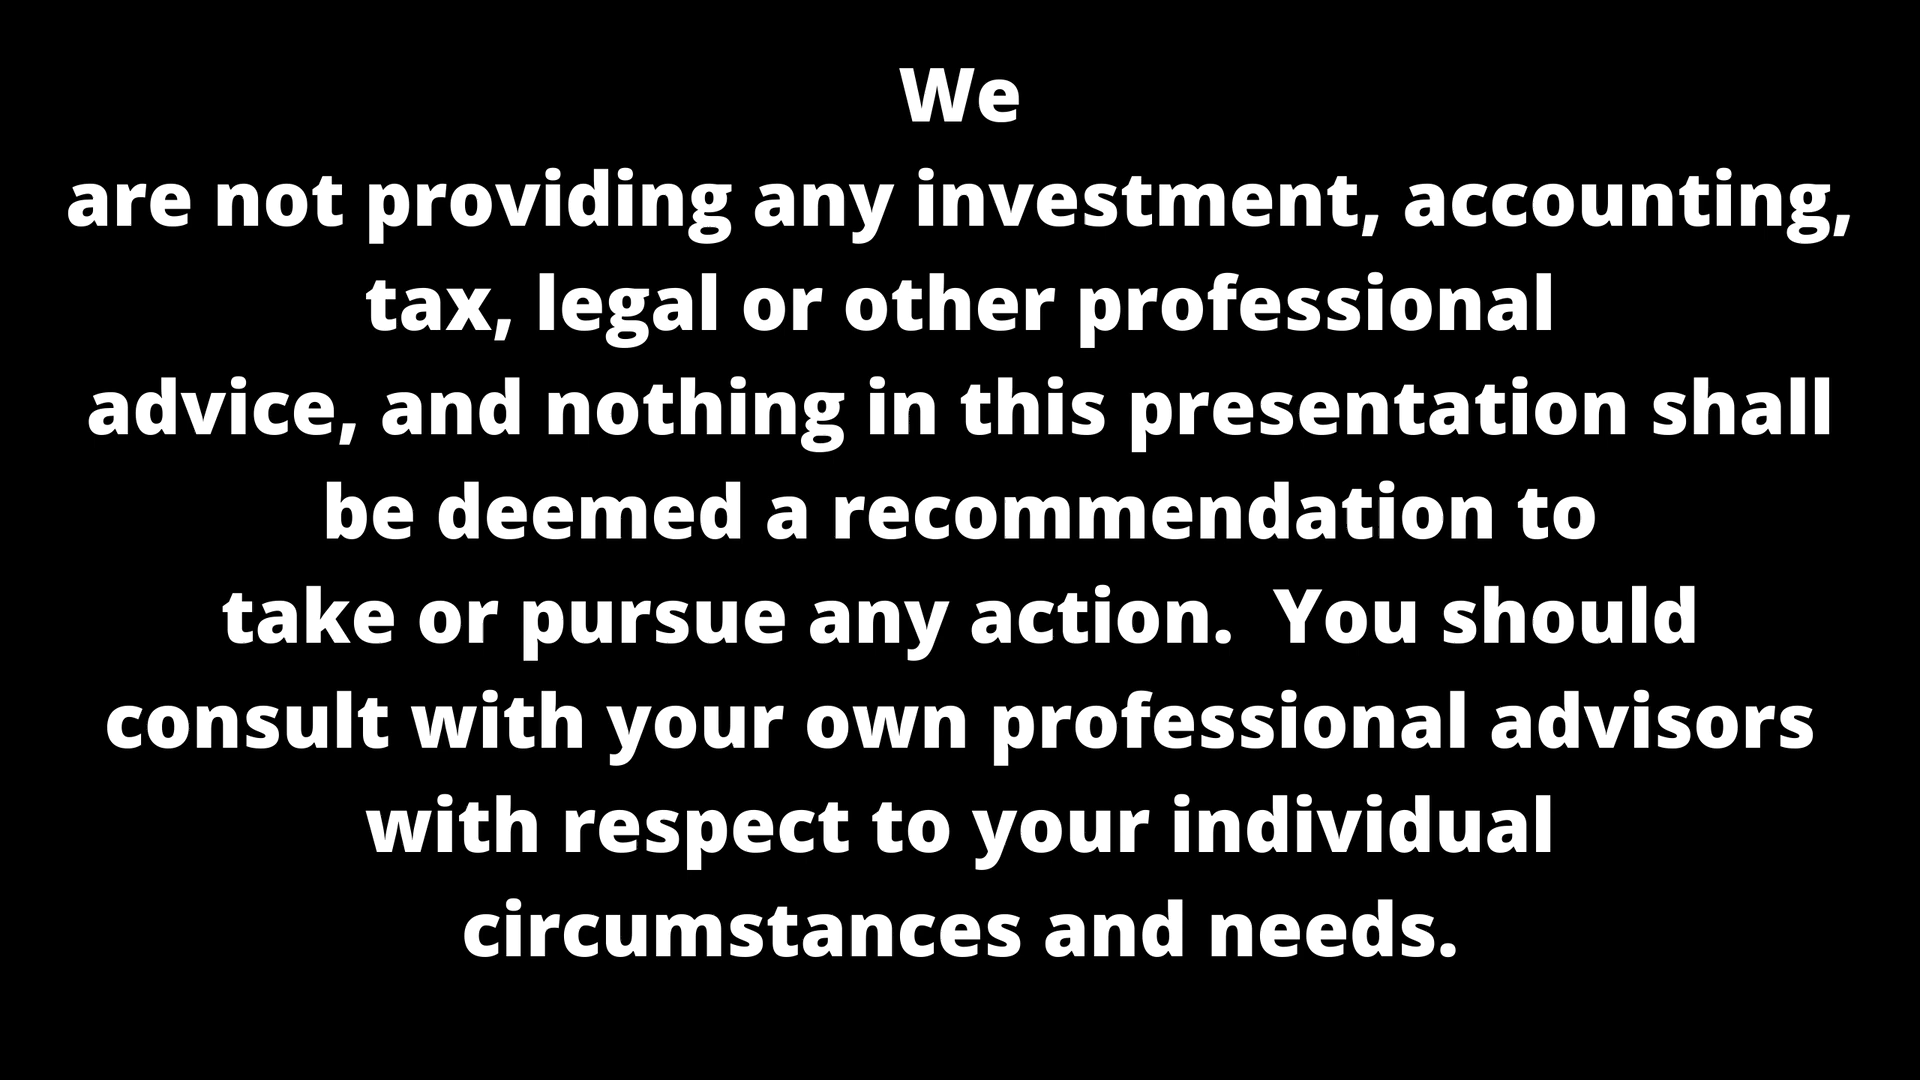 We
are not providing any investment, accounting,
tax, legal or other professional
advice, and nothing in this presentation shall
be deemed a recommendation to
take or pursue any action.  You should
consult with your own professional advisors
with respect to your individual
circumstances and needs.